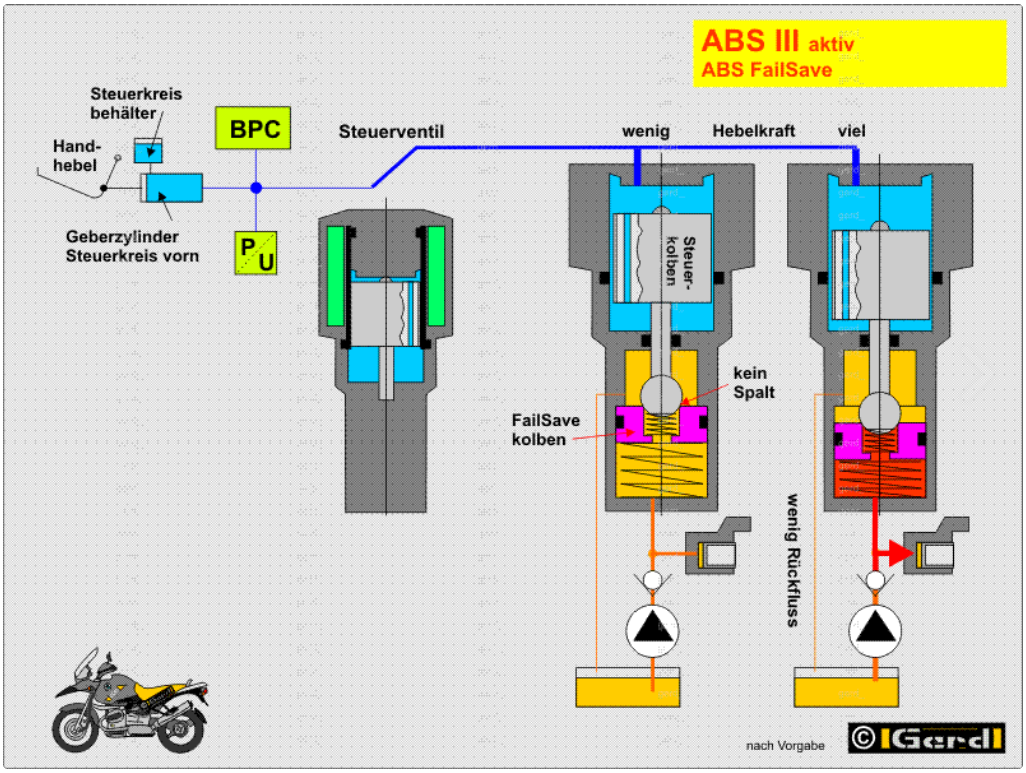 ABS III aktiv
ABS FailSave
Steuerkreis
behälter
BPC
Steuerventil
wenig Hebelkraft viel
Hand-
hebel
Geberzylinder
Steuerkreis vorn
P
U
Steuer-
kolben
kein
Spalt
FailSave
kolben
wenig Rückfluss
nach Vorgabe
© Gerd